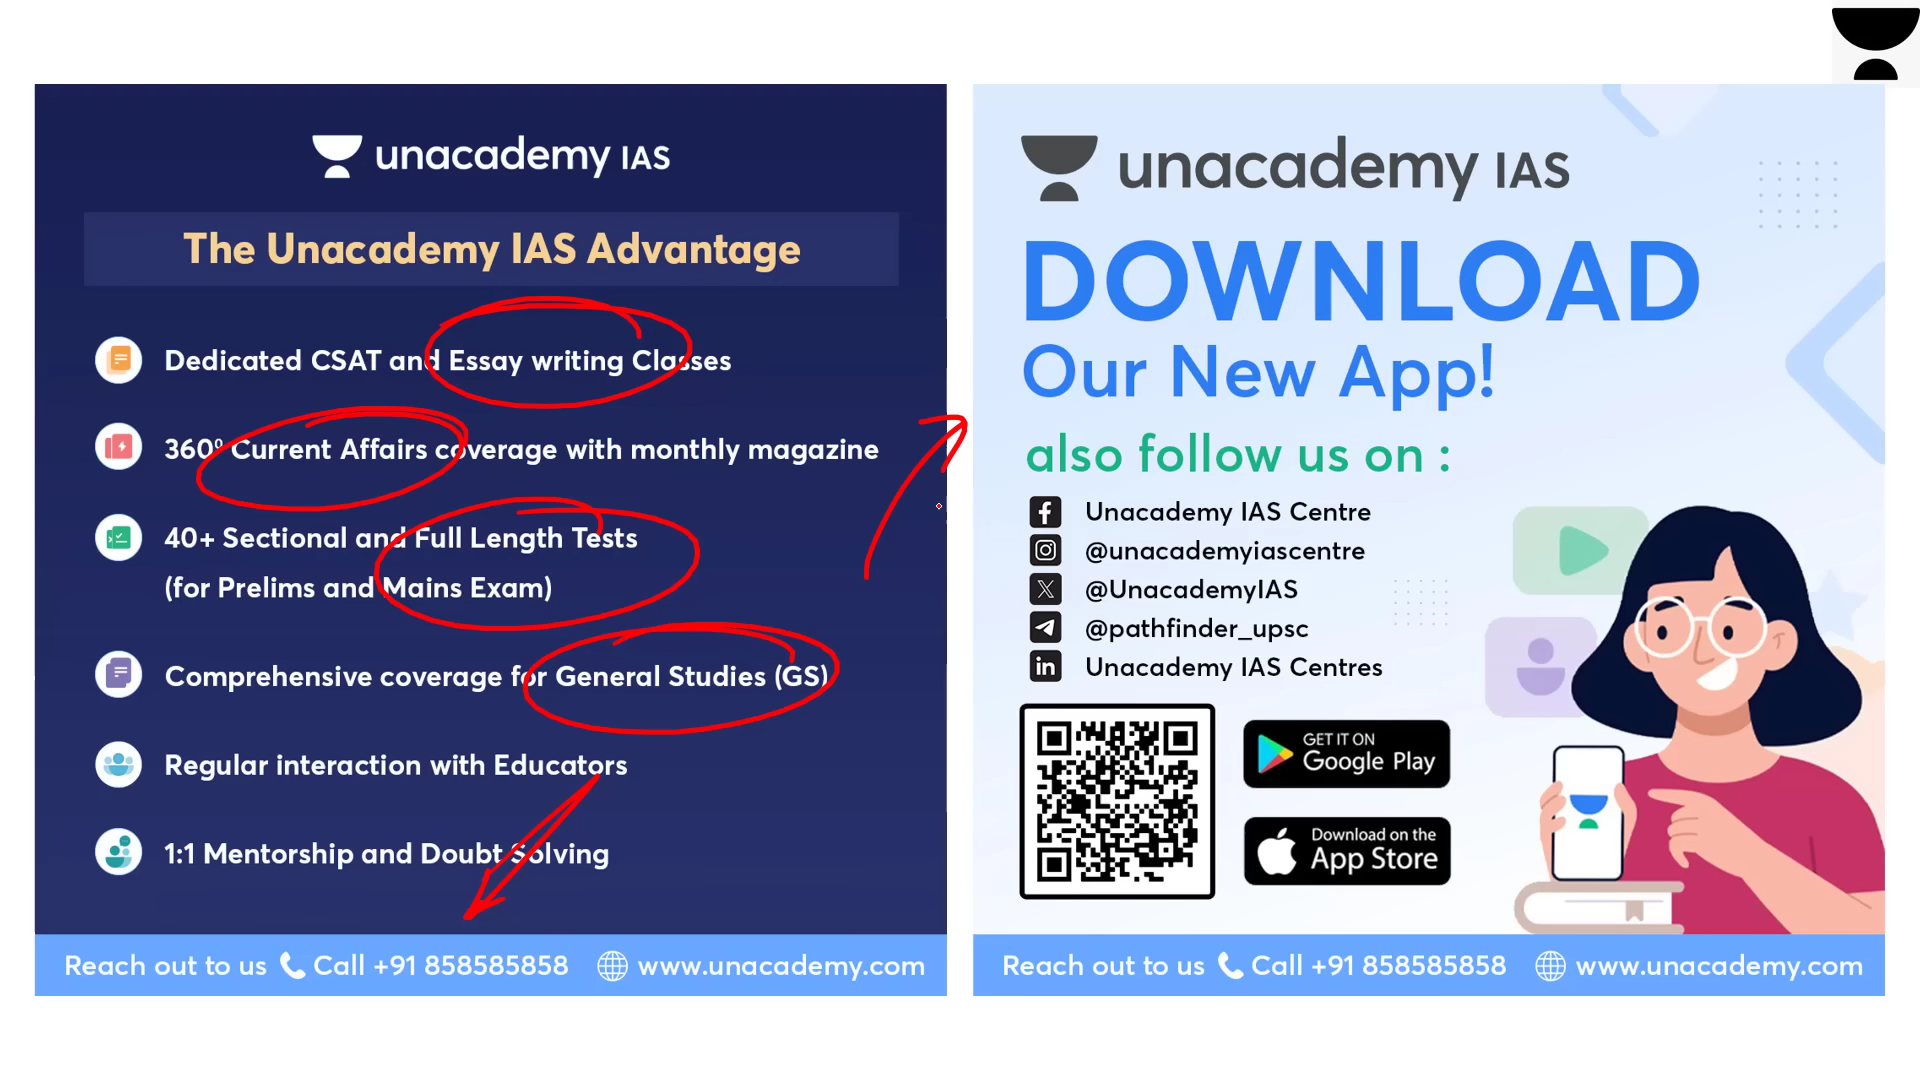 unacademy IAS
The Unacademy IAS Advantage
Dedicated CSAT and Essay writing Classes
360° Current Affairs coverage with monthly magazine
40+ Sectional and Full Length Tests
(for Prelims and Mains Exam)
Comprehensive coverage for General Studies (GS)
Regular interaction with Educators
1:1 Mentorship and Doubt Solving
Reach out to us Call +91 858585858 www.unacademy.com
unacademy IAS
DOWNLOAD
Our New App!
also follow us on :
Unacademy IAS Centre
@unacademyiascentre
@UnacademyIAS
@pathfinder_upsc
Unacademy IAS Centres
GET IT ON
Google Play
Download on the
App Store
Reach out to us Call +91 858585858 www.unacademy.com